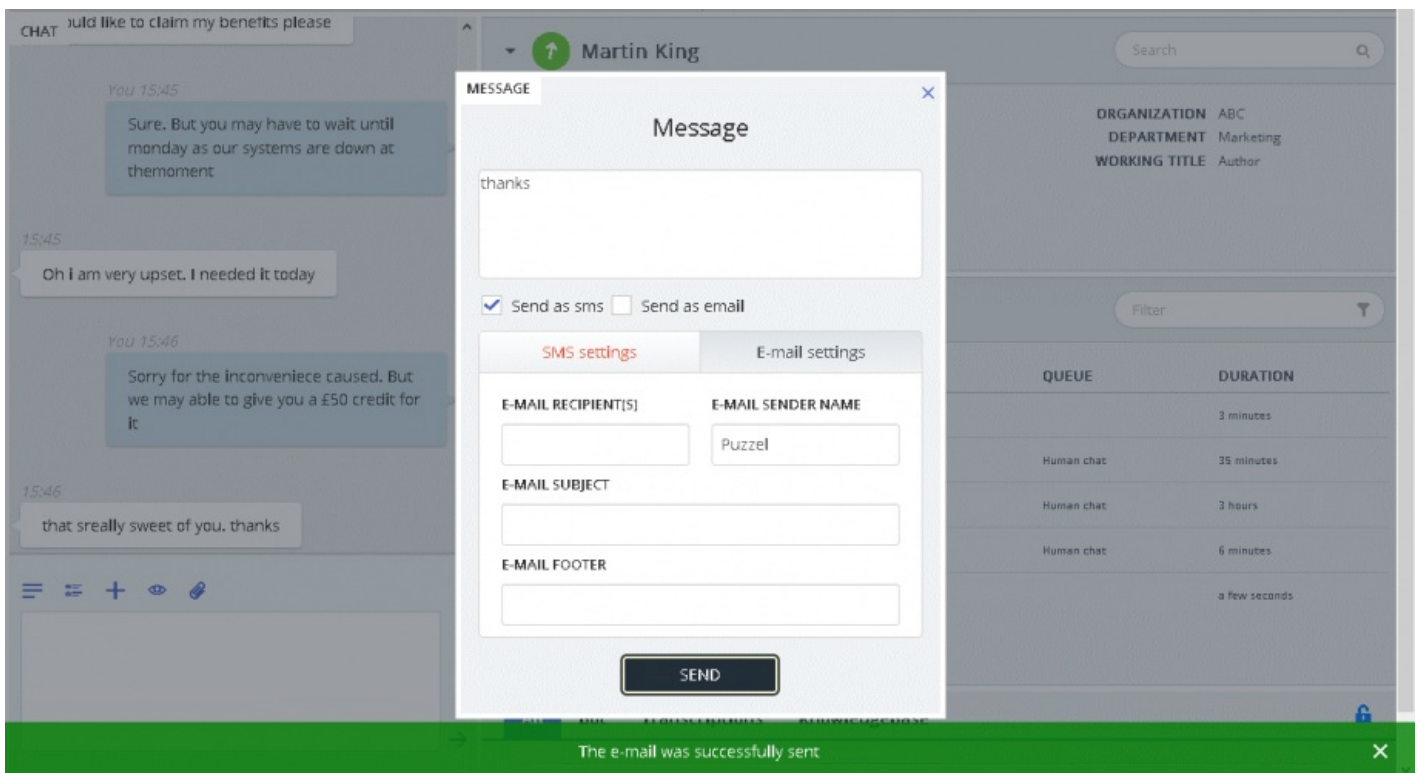 CHAT
uld like to claim my benefits please
You 15:45
Sure. But you may have to wait until
monday as our systems are down at
themoment
15:45
Oh i am very upset. I needed it today
You 15:46
Sorry for the inconveniece caused. But
we may able to give you a £50 credit for
it
15:46
that sreally sweet of you. thanks
Martin King
Search
ORGANIZATION ABC
DEPARTMENT Marketing
WORKING TITLE Author
MESSAGE
Message
thanks
Send as sms Send as email
SMS settings E-mail settings
E-MAIL RECIPIENT(S) E-MAIL SENDER NAME
Puzzel
E-MAIL SUBJECT
E-MAIL FOOTER
SEND
Filter
QUEUE DURATION
3 minutes
Human chat 35 minutes
Human chat 3 hours
Human chat 6 minutes
a few seconds
Bot Transcriptions Knowledgebase
The e-mail was successfully sent